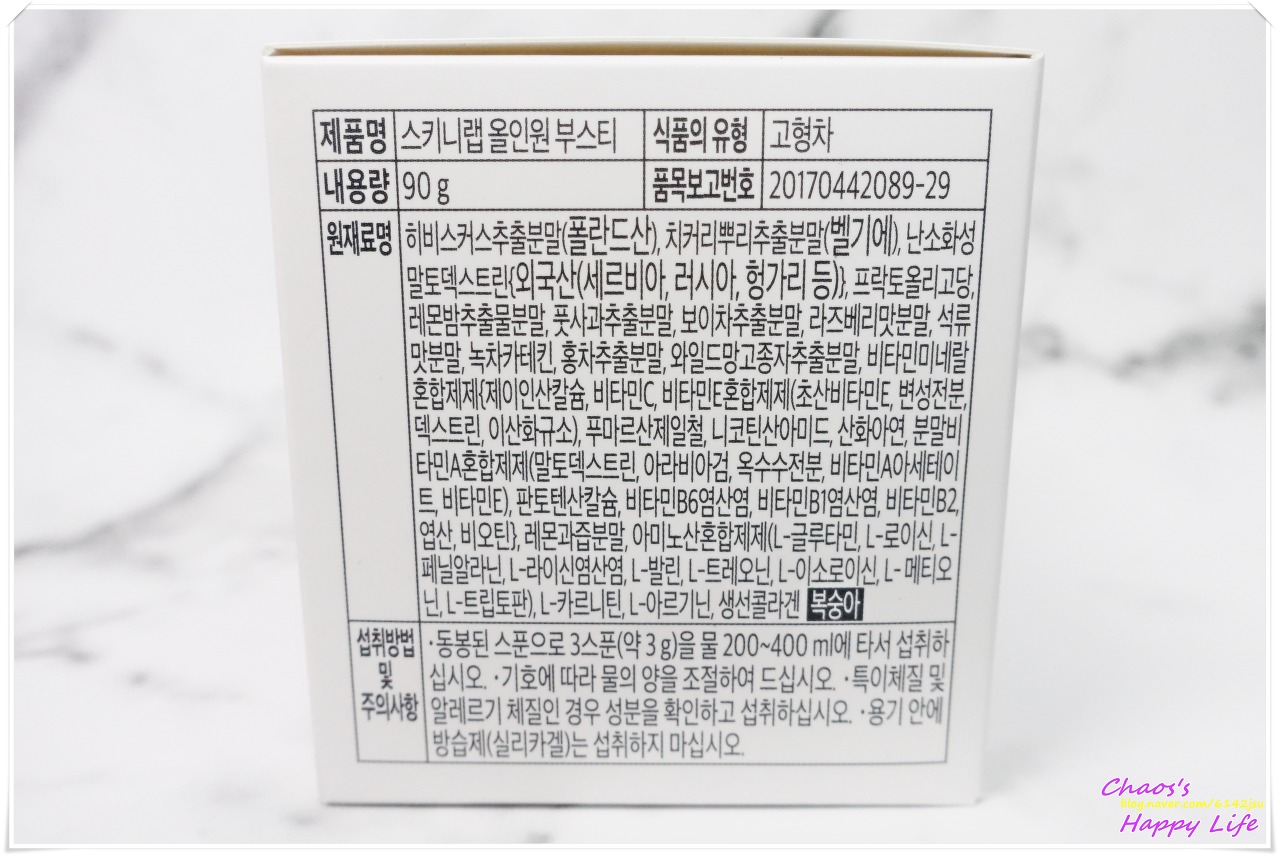 제품명 스키니랩 올인원 부스티 식품의 유형 고형차
내용량 90 g 품목보고번호 20170442089-29
원재료명 히비스커스추출분말(폴란드산), 치커리뿌리추출분말(벨기에), 난소화성
말토덱스트린{외국산(세르비아, 러시아, 헝가리 등)}, 프락토올리고당,
레몬밤추출물분말, 풋사과추출분말, 보이차추출분말, 라즈베리맛분말, 석류
맛분말, 녹차카테킨, 홍차추출분말, 와일드망고종자추출분말, 비타민미네랄
혼합제제{제이인산칼슘, 비타민C, 비타민E혼합제제(초산비타민E, 변성전분,
덱스트린, 이산화규소), 푸마르산제일철, 니코틴산아미드, 산화아연, 분말비
타민A혼합제제(말토덱스트린, 아라비아검, 옥수수전분, 비타민A아세테이
트, 비타민E), 판토텐산칼슘, 비타민B6염산염, 비타민B1염산염, 비타민B2,
엽산, 비오틴}, 레몬과즙분말, 아미노산혼합제제(L-글루타민, L-로이신, L-
페닐알라닌, L-라이신염산염, L-발린, L-트레오닌, L-이소로이신, L- 메티오
닌, L-트립토판), L-카르니틴, L-아르기닌, 생선콜라겐 복숭아
섭취방법 및 주의사항 ·동봉된 스푼으로 3스푼(약 3 g)을 물 200~400 ml에 타서 섭취하
십시오. ·기호에 따라 물의 양을 조절하여 드십시오. ·특이체질 및
알레르기 체질인 경우 성분을 확인하고 섭취하십시오. ·용기 안에
방습제(실리카겔)는 섭취하지 마십시오.
Chaos's
blog.naver.com/6142jsu
Happy Life